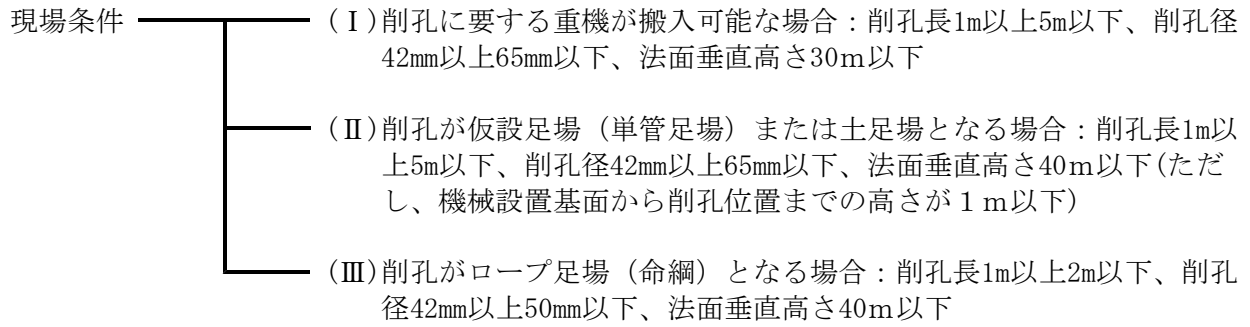 現場条件
(Ⅰ)削孔に要する重機が搬入可能な場合：削孔長1m以上5m以下、削孔径
42mm以上65mm以下、法面垂直高さ30ｍ以下
(Ⅱ)削孔が仮設足場（単管足場）または土足場となる場合：削孔長1m以
上5m以下、削孔径42mm以上65mm以下、法面垂直高さ40ｍ以下(ただ
し、機械設置基面から削孔位置までの高さが１ｍ以下)
(Ⅲ)削孔がロープ足場（命綱）となる場合：削孔長1m以上2m以下、削孔
径42mm以上50mm以下、法面垂直高さ40ｍ以下